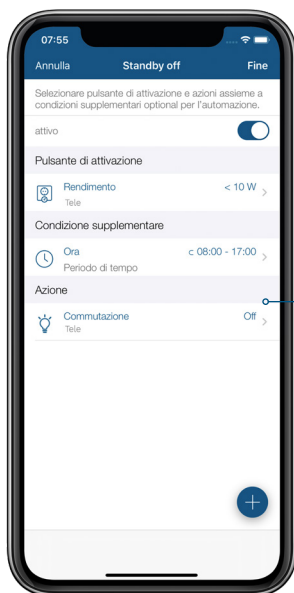 07:55
Annulla Standby off Fine
Selezionare pulsante di attivazione e azioni assieme a
condizioni supplementari optional per l'automazione.
attivo
Pulsante di attivazione
Rendimento < 10 W
Tele
Condizione supplementare
Ora c 08:00 - 17:00
Periodo di tempo
Azione
Commutazione Off
Tele